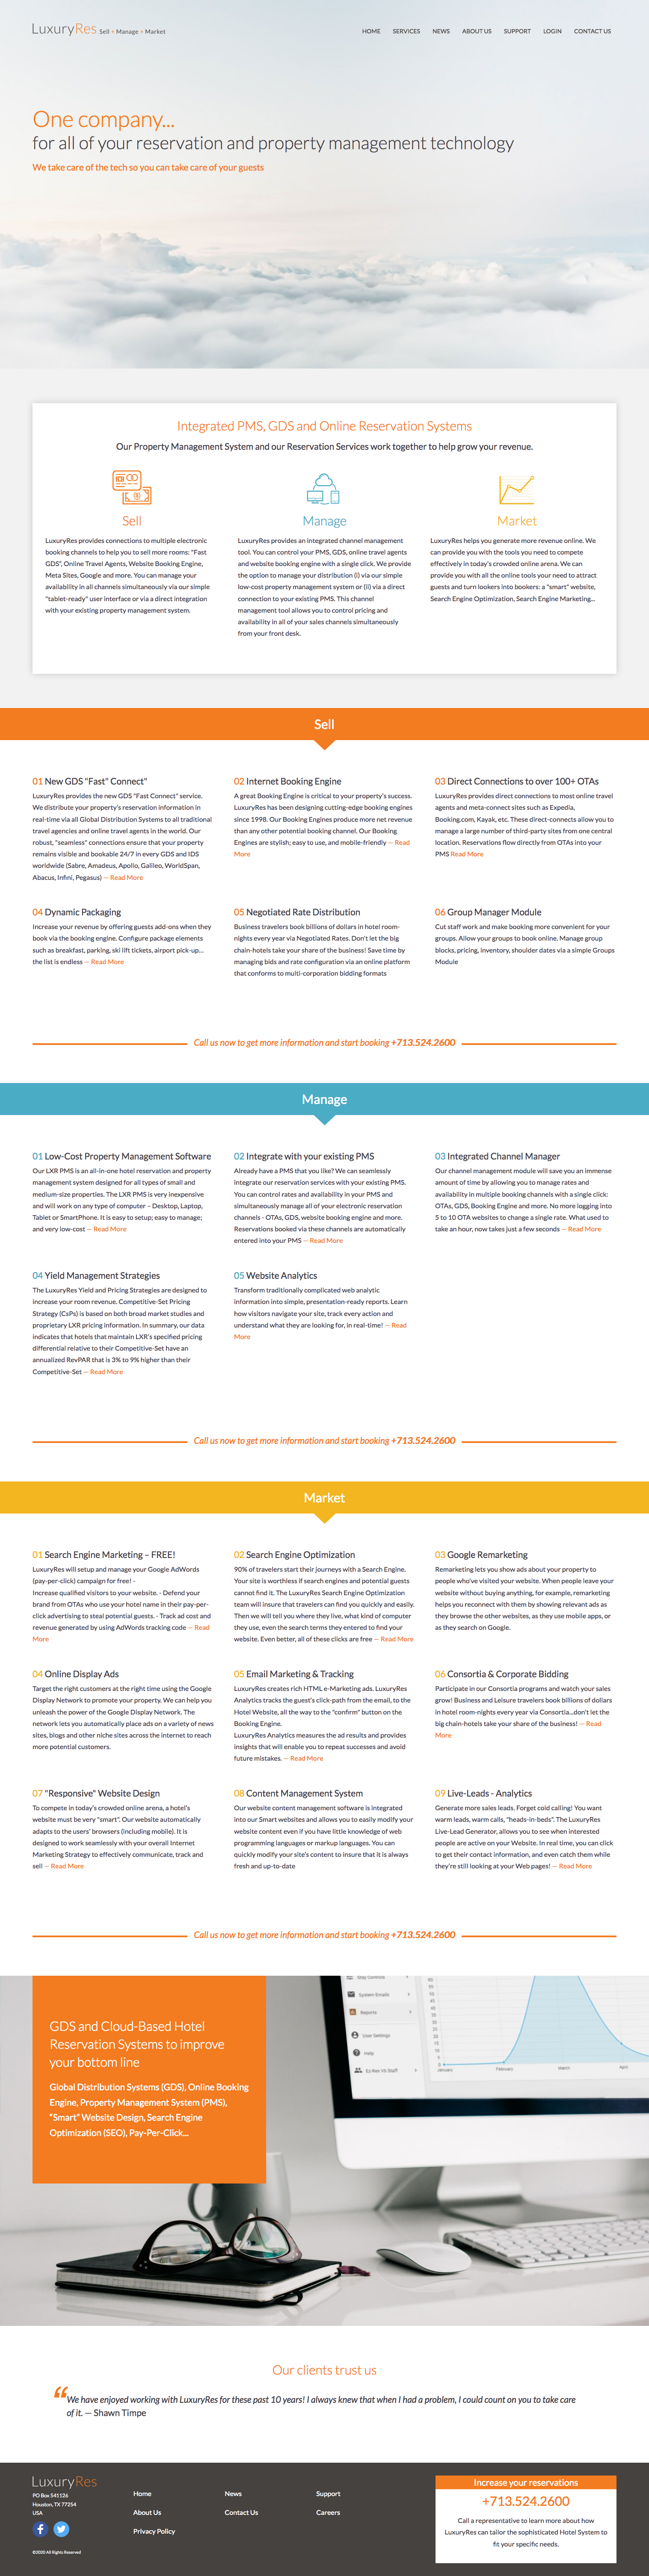 LuxuryRes Sell - Manage - Market
HOME SERVICES NEWS ABOUT US SUPPORT LOGIN CONTACT US
One company...
for all of your reservation and property management technology
We take care of the tech so you can take care of your guests
Integrated PMS, GDS and Online Reservation Systems
Our Property Management System and our Reservation Services work together to help grow your revenue.
Sell
LuxuryRes provides connections to multiple electronic
booking channels to help you to sell more rooms: "Fast
GDS", Online Travel Agents, Website Booking Engine,
Meta Sites, Google and more. You can manage your
availability in all channels simultaneously via our simple
"tablet-ready" user interface or via a direct integration
with your existing property management system.
Manage
LuxuryRes provides an integrated channel management
tool. You can control your PMS, GDS, online travel agents
and website booking engine with a single click. We provide
the option to manage your distribution (i) via our simple
low-cost property management system or (ii) via a direct
connection to your existing PMS. This channel
management tool allows you to control pricing and
availability in all of your sales channels simultaneously
from your front desk.
Market
LuxuryRes helps you generate more revenue online. We
can provide you with the tools you need to compete
effectively in today's crowded online arena. We can
provide you with all the online tools your need to attract
guests and turn lookers into bookers: a "smart" website,
Search Engine Optimization, Search Engine Marketing...
Sell
01 New GDS "Fast" Connect"
LuxuryRes provides the new GDS "Fast Connect" service.
We distribute your property's reservation information in
real-time via all Global Distribution Systems to all traditional
travel agencies and online travel agents in the world. Our
robust, "seamless" connections ensure that your property
remains visible and bookable 24/7 in every GDS and IDS
worldwide (Sabre, Amadeus, Apollo, Galileo, WorldSpan,
Abacus, Infini, Pegasus) — Read More
02 Internet Booking Engine
A great Booking Engine is critical to your property's success.
LuxuryRes has been designing cutting-edge booking engines
since 1998. Our Booking Engines produce more net revenue
than any other potential booking channel. Our Booking
Engines are stylish; easy to use, and mobile-friendly — Read
More
03 Direct Connections to over 100+ OTAs
LuxuryRes provides direct connections to most online travel
agents and meta-connect sites such as Expedia,
Booking.com, Kayak, etc. These direct-connects allow you to
manage a large number of third-party sites from one central
location. Reservations flow directly from OTAs into your
PMS Read More
04 Dynamic Packaging
Increase your revenue by offering guests add-ons when they
book via the booking engine. Configure package elements
such as breakfast, parking, ski lift tickets, airport pick-up...
the list is endless — Read More
05 Negotiated Rate Distribution
Business travelers book billions of dollars in hotel room-
nights every year via Negotiated Rates. Don't let the big
chain-hotels take your share of the business! Save time by
managing bids and rate configuration via an online platform
that conforms to multi-corporation bidding formats
06 Group Manager Module
Cut staff work and make booking more convenient for your
groups. Allow your groups to book online. Manage group
blocks, pricing, inventory, shoulder dates via a simple Groups
Module
Call us now to get more information and start booking +713.524.2600
Manage
01 Low-Cost Property Management Software
Our LXR PMS is an all-in-one hotel reservation and property
management system designed for all types of small and
medium-size properties. The LXR PMS is very inexpensive
and will work on any type of computer – Desktop, Laptop,
Tablet or SmartPhone. It is easy to setup; easy to manage;
and very low-cost — Read More
02 Integrate with your existing PMS
Already have a PMS that you like? We can seamlessly
integrate our reservation services with your existing PMS.
You can control rates and availability in your PMS and
simultaneously manage all of your electronic reservation
channels - OTAs, GDS, website booking engine and more.
Reservations booked via these channels are automatically
entered into your PMS — Read More
03 Integrated Channel Manager
Our channel management module will save you an immense
amount of time by allowing you to manage rates and
availability in multiple booking channels with a single click:
OTAs, GDS, Booking Engine and more. No more logging into
5 to 10 OTA websites to change a single rate. What used to
take an hour, now takes just a few seconds — Read More
04 Yield Management Strategies
The LuxuryRes Yield and Pricing Strategies are designed to
increase your room revenue. Competitive-Set Pricing
Strategy (CsPs) is based on both broad market studies and
proprietary LXR pricing information. In summary, our data
indicates that hotels that maintain LXR's specified pricing
differential relative to their Competitive-Set have an
annualized RevPAR that is 3% to 9% higher than their
Competitive-Set — Read More
05 Website Analytics
Transform traditionally complicated web analytic
information into simple, presentation-ready reports. Learn
how visitors navigate your site, track every action and
understand what they are looking for, in real-time! — Read
More
Call us now to get more information and start booking +713.524.2600
Market
01 Search Engine Marketing – FREE!
LuxuryRes will setup and manage your Google AdWords
(pay-per-click) campaign for free! -
Increase qualified visitors to your website. - Defend your
brand from OTAs who use your hotel name in their pay-per-
click advertising to steal potential guests. - Track ad cost and
revenue generated by using AdWords tracking code — Read
More
02 Search Engine Optimization
90% of travelers start their journeys with a Search Engine.
Your site is worthless if search engines and potential guests
cannot find it. The LuxuryRes Search Engine Optimization
team will insure that travelers can find you quickly and easily.
Then we will tell you where they live, what kind of computer
they use, even the search terms they entered to find your
website. Even better, all of these clicks are free — Read More
03 Google Remarketing
Remarketing lets you show ads about your property to
people who've visited your website. When people leave your
website without buying anything, for example, remarketing
helps you reconnect with them by showing relevant ads as
they browse the other websites, as they use mobile apps, or
as they search on Google.
04 Online Display Ads
Target the right customers at the right time using the Google
Display Network to promote your property. We can help you
unleash the power of the Google Display Network. The
network lets you automatically place ads on a variety of news
sites, blogs and other niche sites across the internet to reach
more potential customers.
05 Email Marketing & Tracking
LuxuryRes creates rich HTML e-Marketing ads. LuxuryRes
Analytics tracks the guest's click-path from the email, to the
Hotel Website, all the way to the "confirm" button on the
Booking Engine.
LuxuryRes Analytics measures the ad results and provides
insights that will enable you to repeat successes and avoid
future mistakes. — Read More
06 Consortia & Corporate Bidding
Participate in our Consortia programs and watch your sales
grow! Business and Leisure travelers book billions of dollars
in hotel room-nights every year via Consortia...don't let the
big chain-hotels take your share of the business! — Read
More
07 "Responsive" Website Design
To compete in today's crowded online arena, a hotel's
website must be very "smart". Our website automatically
adapts to the users' browsers (including mobile). It is
designed to work seamlessly with your overall Internet
Marketing Strategy to effectively communicate, track and
sell — Read More
08 Content Management System
Our website content management software is integrated
into our Smart websites and allows you to easily modify your
website content even if you have little knowledge of web
programming languages or markup languages. You can
quickly modify your site's content to insure that it is always
fresh and up-to-date
09 Live-Leads - Analytics
Generate more sales leads. Forget cold calling! You want
warm leads, warm calls, "heads-in-beds". The LuxuryRes
Live-Lead Generator, allows you to see when interested
people are active on your Website. In real time, you can click
to get their contact information, and even catch them while
they're still looking at your Web pages! — Read More
Call us now to get more information and start booking +713.524.2600
GDS and Cloud-Based Hotel
Reservation Systems to improve
your bottom line
Global Distribution Systems (GDS), Online Booking
Engine, Property Management System (PMS),
"Smart" Website Design, Search Engine
Optimization (SEO), Pay-Per-Click...
Stay Controls
System Emails
Reports
User Settings
Help
Ez Res VR Staff
January February March April
Our clients trust us
“We have enjoyed working with LuxuryRes for these past 10 years! I always knew that when I had a problem, I could count on you to take care
of it. — Shawn Timpe
LuxuryRes
PO Box 541126
Houston, TX 77254
USA
©2020 All Rights Reserved
Home News Support
About Us Contact Us Careers
Privacy Policy
Increase your reservations
+713.524.2600
Call a representative to learn more about how
LuxuryRes can tailor the sophisticated Hotel System to
fit your specific needs.